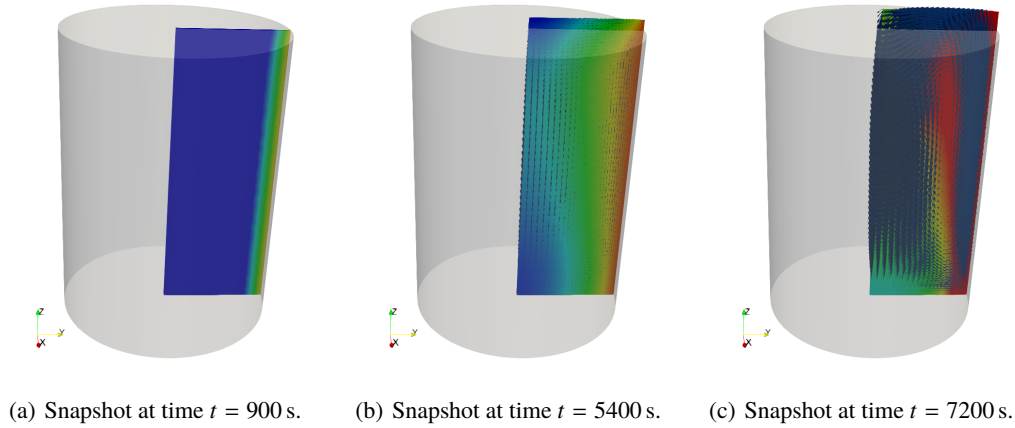 Z
Y
X
Z
Y
X
Z
Y
X
(a) Snapshot at time t = 900 s.
(b) Snapshot at time t = 5400 s.
(c) Snapshot at time t = 7200 s.